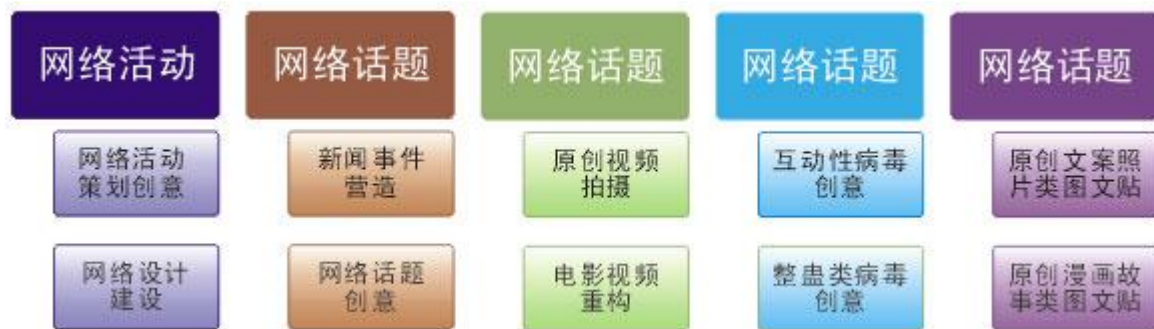 网络活动
网络话题
网络话题
网络话题
网络话题
网络活动
策划创意
新闻事件
营造
原创视频
拍摄
互动性病毒
创意
原创文案照
片类图文贴
网络设计
建设
网络话题
创意
电影视频
重构
整蛊类病毒
创意
原创漫画故
事类图文贴